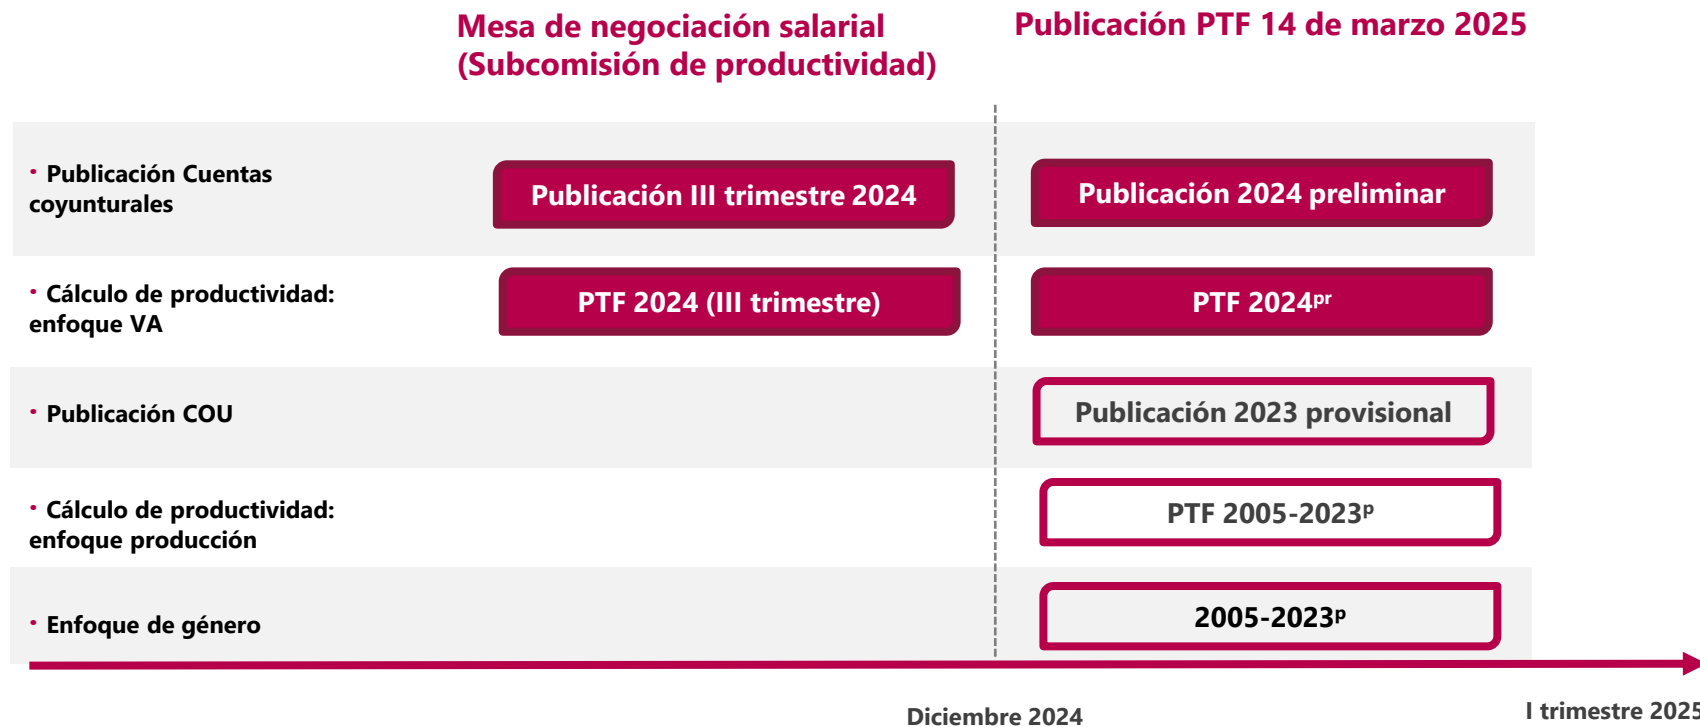 Mesa de negociación salarial
(Subcomisión de productividad)
Publicación PTF 14 de marzo 2025
· Publicación Cuentas
coyunturales
Publicación III trimestre 2024
Publicación 2024 preliminar
· Cálculo de productividad:
enfoque VA
PTF 2024 (III trimestre)
PTF 2024ᵖʳ
· Publicación COU
Publicación 2023 provisional
· Cálculo de productividad:
enfoque producción
PTF 2005-2023ᵖ
· Enfoque de género
2005-2023ᵖ
Diciembre 2024
I trimestre 2025